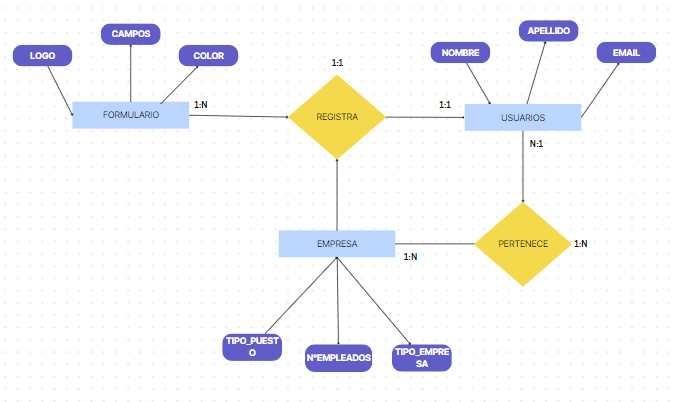 APELLIDO
CAMPOS
LOGO
COLOR
NOMBRE
EMAIL
1:1
1:N
1:1
FORMULARIO
REGISTRA
USUARIOS
N:1
EMPRESA
PERTENECE
1:N
1:N
TIPO_PUEST
O
NºEMPLEADOS
TIPO_EMPRE
SA